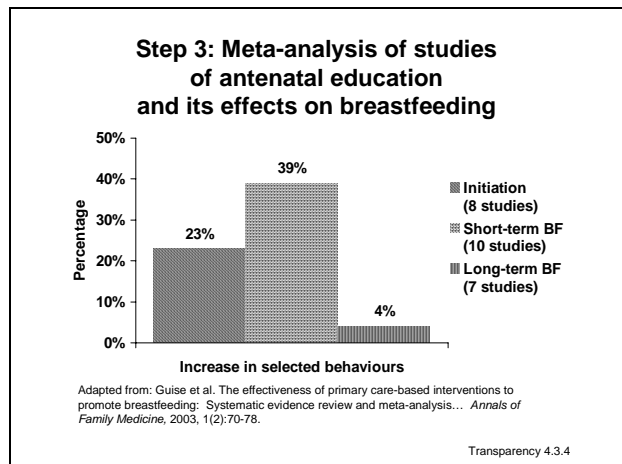 Step 3: Meta-analysis of studies
of antenatal education
and its effects on breastfeeding
50%
40%
30%
20%
10%
0%
Percentage
23%
39%
4%
Increase in selected behaviours
Initiation
(8 studies)
Short-term BF
(10 studies)
Long-term BF
(7 studies)
Adapted from: Guise et al. The effectiveness of primary care-based interventions to
promote breastfeeding: Systematic evidence review and meta-analysis… Annals of
Family Medicine, 2003, 1(2):70-78.
Transparency 4.3.4